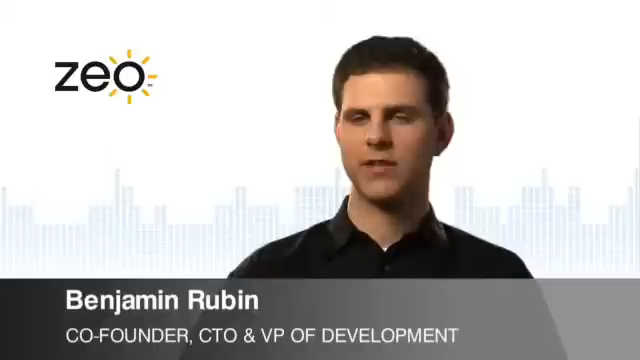 zeo
Benjamin Rubin
CO-FOUNDER, CTO & VP OF DEVELOPMENT